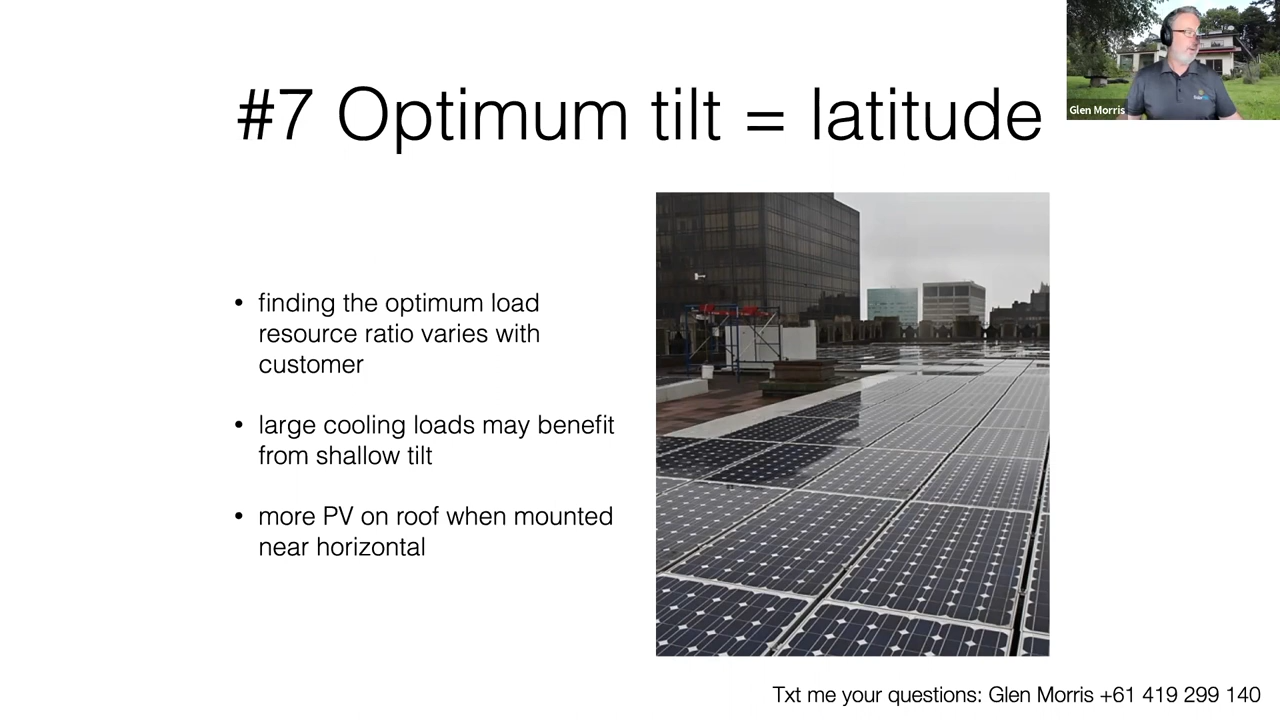 #7 Optimum tilt = latitude
Glen Morris
• finding the optimum load
resource ratio varies with
customer
• large cooling loads may benefit
from shallow tilt
• more PV on roof when mounted
near horizontal
Txt me your questions: Glen Morris +61 419 299 140